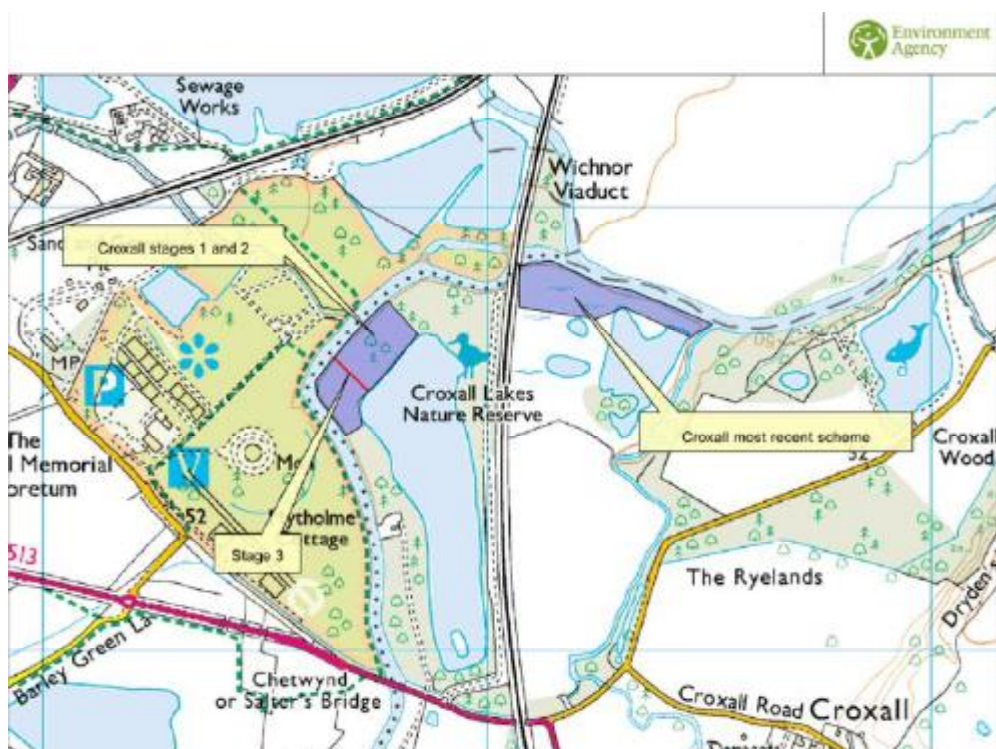 Environment
Agency
Sewage
Works
Wichnor
Viaduct
Croxall stages 1 and 2
MP
P
Croxall Lakes
Nature Reserve
Croxall most recent scheme
52
Croxall
Wood
The
l Memorial
oretum
52
Stage 3
513
The Ryelands
Barley Green La
Chetwynd
or Salter's Bridge
Croxall Road
Croxall